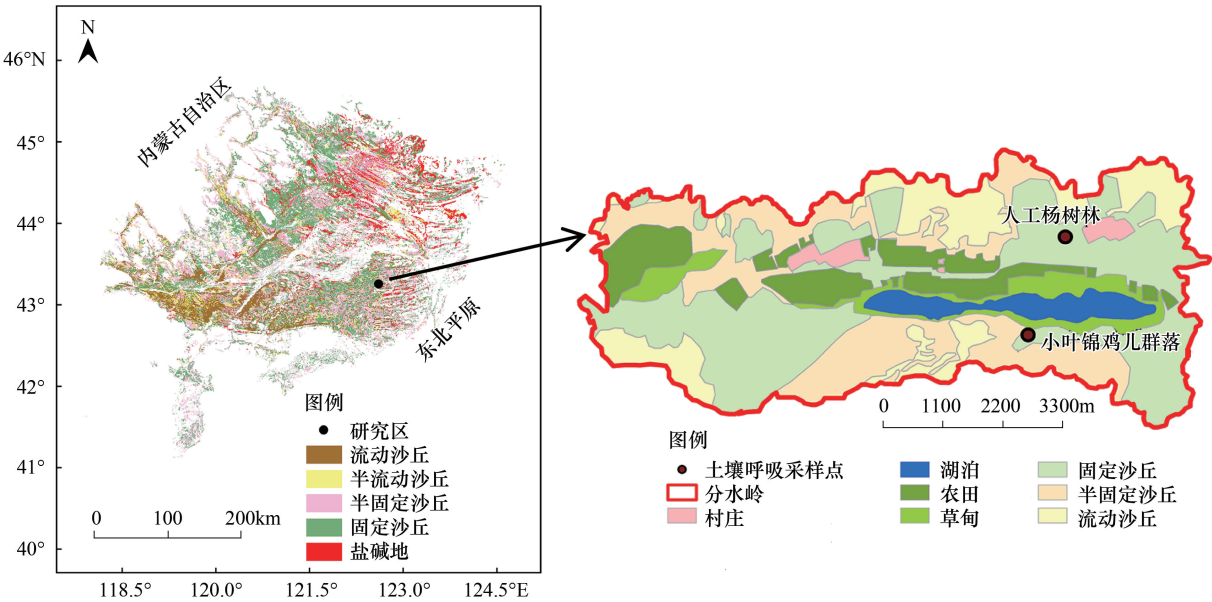 N
46°N
45°
44°
43°
42°
41°
40°
118.5°
120.0°
121.5°
123.0°
124.5°E
内蒙古自治区
东北平原
图例
研究区
流动沙丘
半流动沙丘
半固定沙丘
固定沙丘
盐碱地
0 100 200km
人工杨树林
小叶锦鸡儿群落
0 1100 2200 3300m
图例
土壤呼吸采样点
分水岭
村庄
湖泊
农田
草甸
固定沙丘
半固定沙丘
流动沙丘